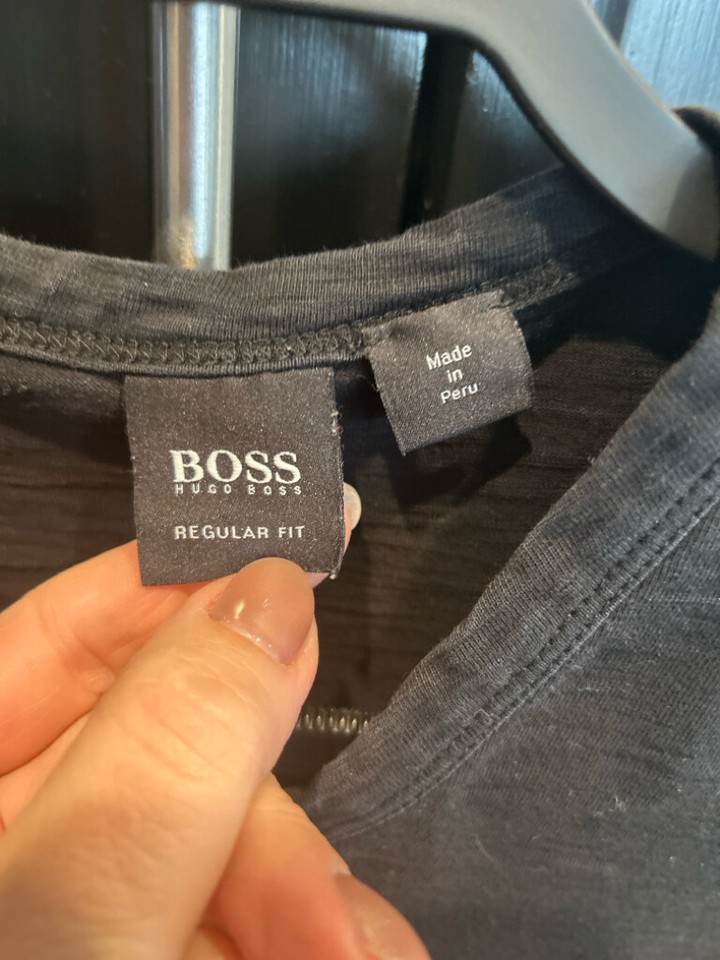 BOSS
HUGO BOSS
REGULAR FIT
Made
in
Peru